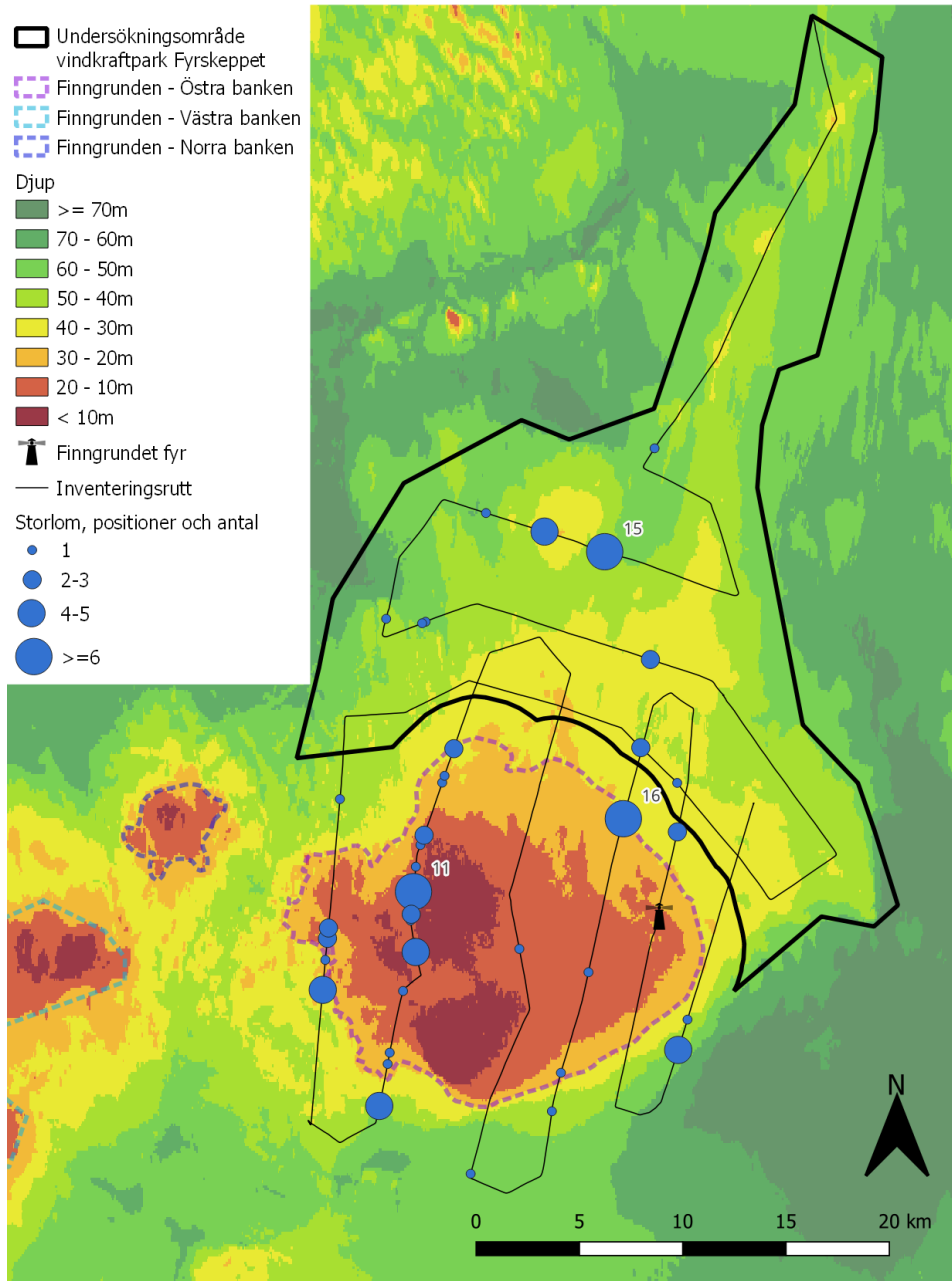 Undersökningsområde
vindkraftpark Fyrskeppet
Finngrunden - Östra banken
Finngrunden - Västra banken
Finngrunden - Norra banken
Djup
>= 70m
70 - 60m
60 - 50m
50 - 40m
40 - 30m
30 - 20m
20 - 10m
< 10m
Finngrundet fyr
Inventeringsrutt
Storlom, positioner och antal
1
2-3
4-5
>=6
15
16
11
N
0 5 10 15 20 km